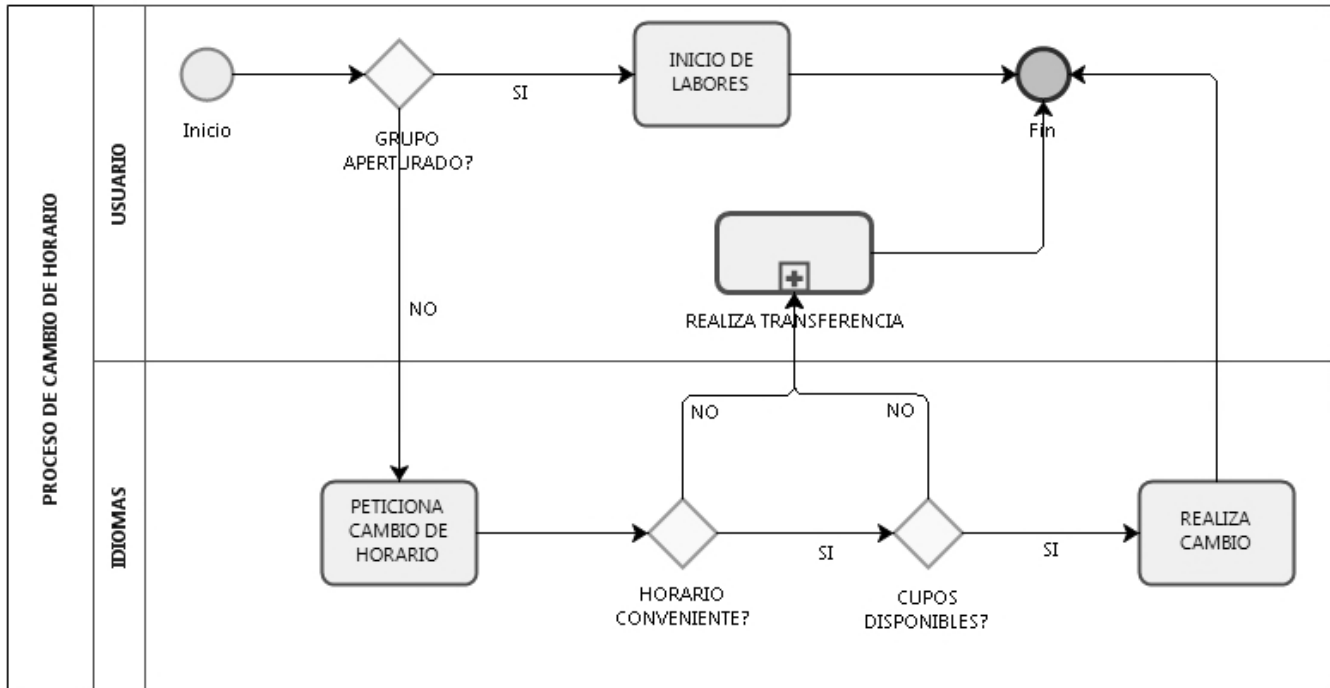 PROCESO DE CAMBIO DE HORARIO
USUARIO
Inicio
GRUPO
APERTURADO?
SI
INICIO DE
LABORES
Fin
NO
REALIZA TRANSFERENCIA
IDIOMAS
PETICIONA
CAMBIO DE
HORARIO
NO
HORARIO
CONVENIENTE?
SI
NO
CUPOS
DISPONIBLES?
SI
REALIZA
CAMBIO